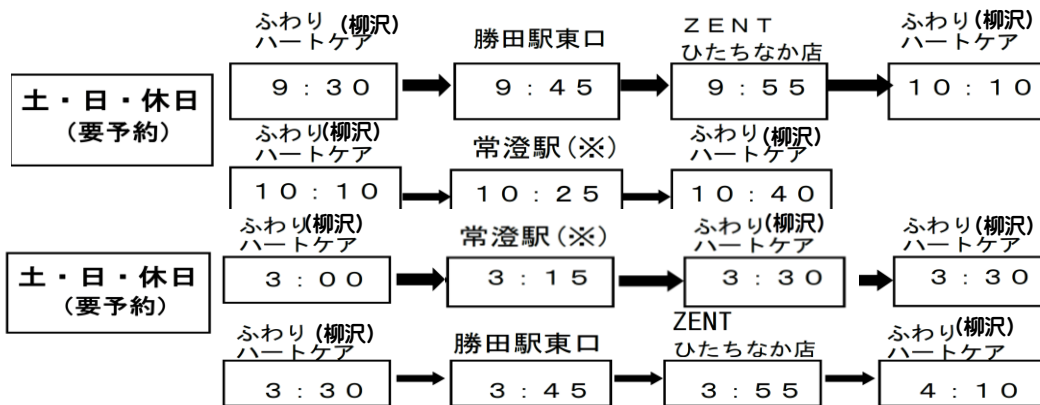 ふわり(柳沢)
ハートケア
勝田駅東口
ZENT
ひたちなか店
ふわり(柳沢)
ハートケア
土・日・休日
(要予約)
9:30
9:45
9:55
10:10
ふわり(柳沢)
ハートケア
常澄駅(※)
ふわり(柳沢)
ハートケア
10:10
10:25
10:40
ふわり(柳沢)
ハートケア
常澄駅(※)
ふわり(柳沢)
ハートケア
ふわり(柳沢)
ハートケア
土・日・休日
(要予約)
3:00
3:15
3:30
3:30
ふわり(柳沢)
ハートケア
勝田駅東口
ZENT
ひたちなか店
ふわり(柳沢)
ハートケア
3:30
3:45
3:55
4:10